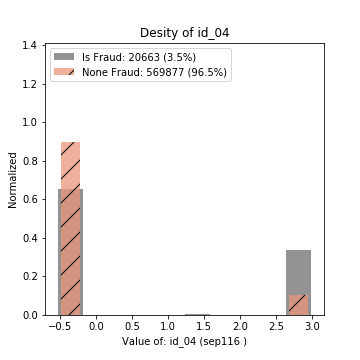 Desity of id_04
Is Fraud: 20663 (3.5%)
None Fraud: 569877 (96.5%)
Normalized
1.4
1.2
1.0
0.8
0.6
0.4
0.2
0.0
−0.5 0.0 0.5 1.0 1.5 2.0 2.5 3.0
Value of: id_04 (sep116 )